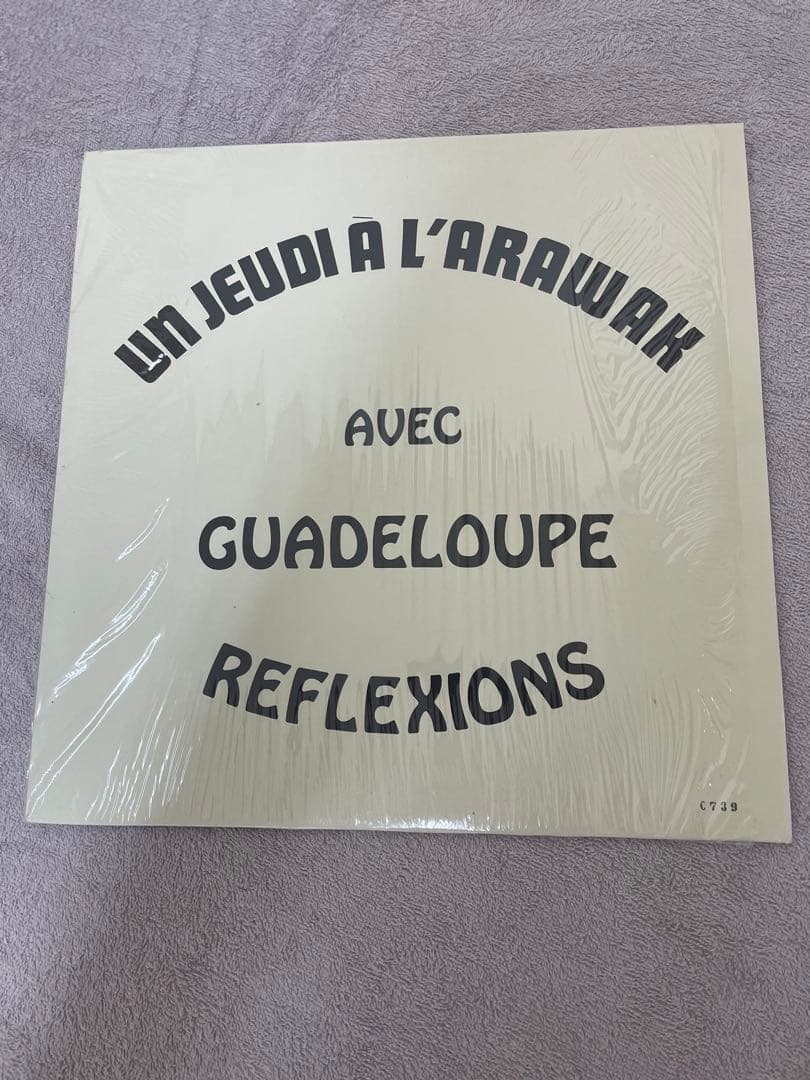 UN JEUDI À L'ARAWAK
AVEC
GUADELOUPE
REFLEXIONS
C739